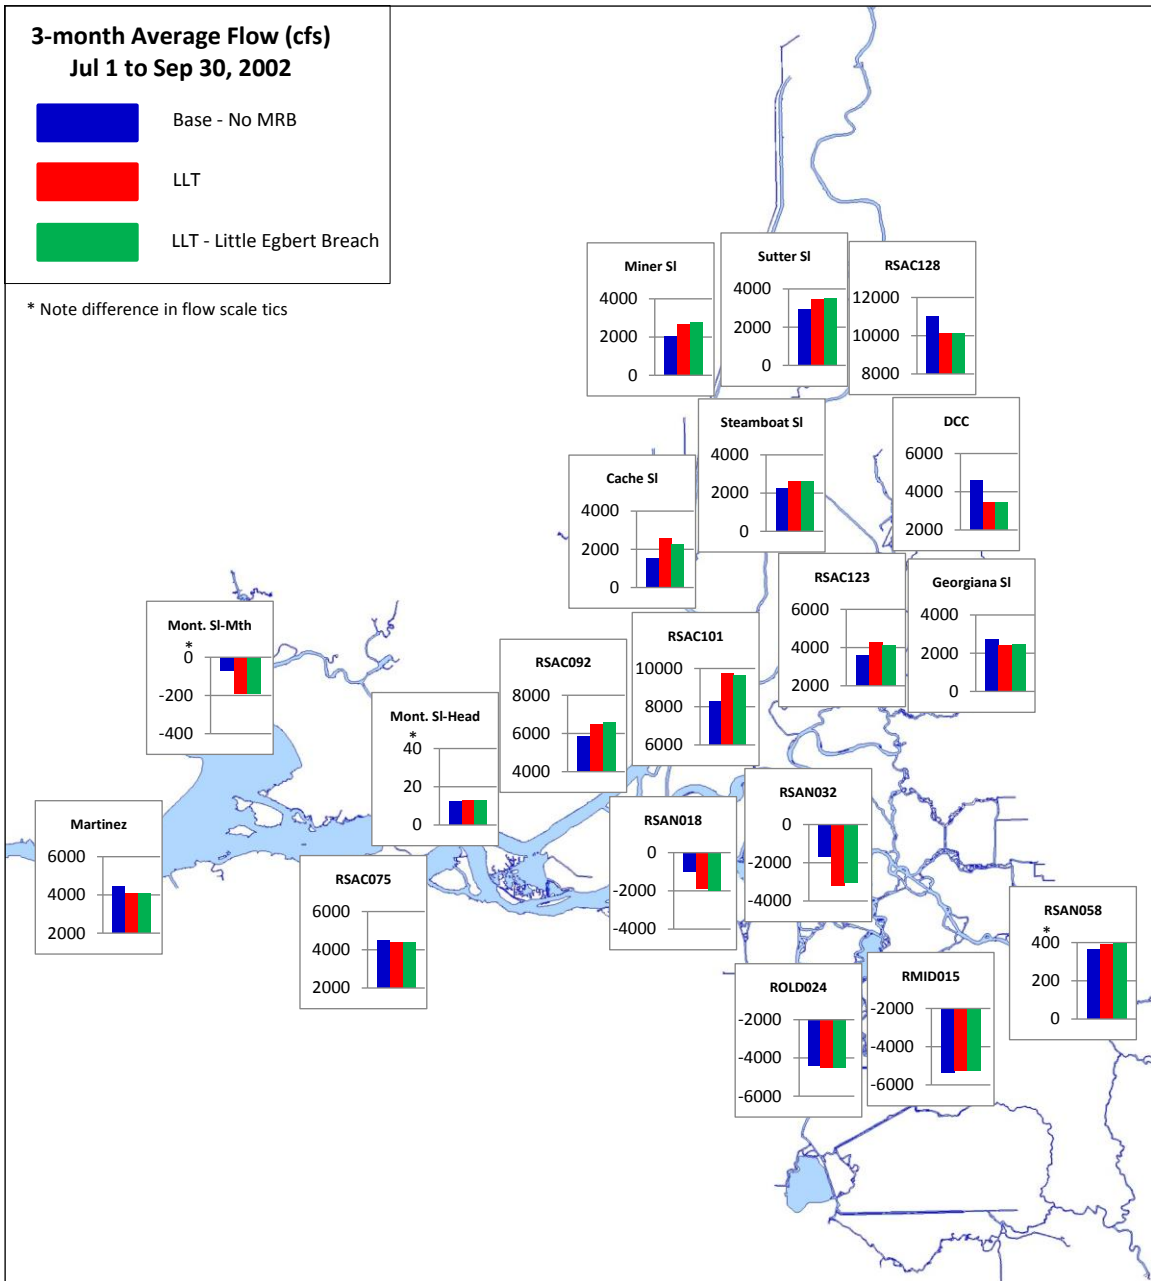 3-month Average Flow (cfs)
Jul 1 to Sep 30, 2002
Base - No MRB
LLT
LLT - Little Egbert Breach
* Note difference in flow scale tics
Miner Sl
4000
2000
0
Sutter Sl
4000
2000
0
RSAC128
12000
10000
8000
Steamboat Sl
4000
2000
0
DCC
6000
4000
2000
Cache Sl
4000
2000
0
RSAC123
6000
4000
2000
Georgiana Sl
4000
2000
0
Mont. Sl-Mth
*
0
-200
-400
RSAC092
8000
6000
4000
RSAC101
10000
8000
6000
Mont. Sl-Head
*
40
20
0
RSAN032
0
-2000
-4000
Martinez
6000
4000
2000
RSAN018
0
-2000
-4000
RSAC075
6000
4000
2000
RSAN058
*
400
200
0
ROLD024
-2000
-4000
-6000
RMID015
-2000
-4000
-6000